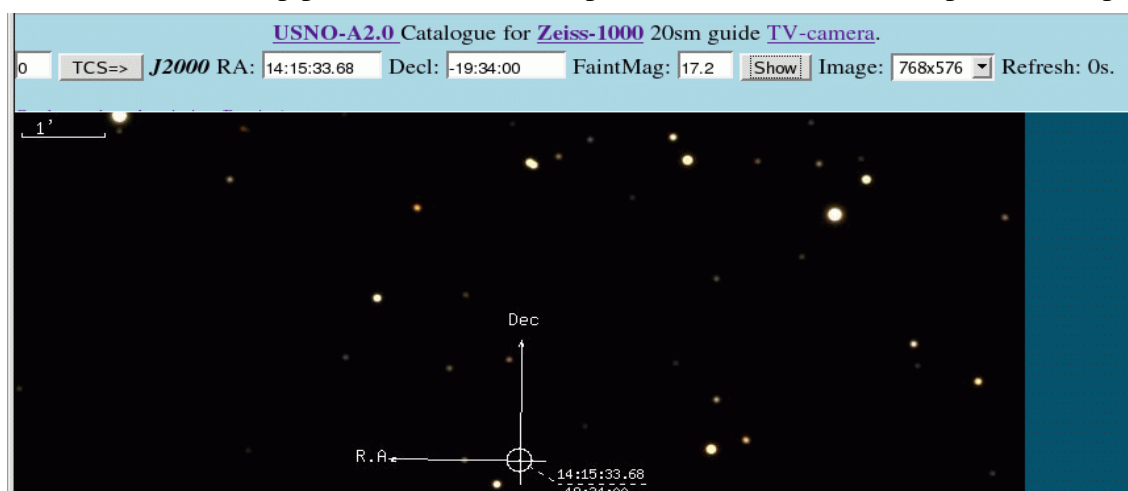 USNO-A2.0 Catalogue for Zeiss-1000 20sm guide TV-camera.
0 TCS=> J2000 RA: 14:15:33.68 Decl: -19:34:00 FaintMag: 17.2 Show Image: 768x576 Refresh: 0s.
1'
Dec
R.A
14:15:33.68